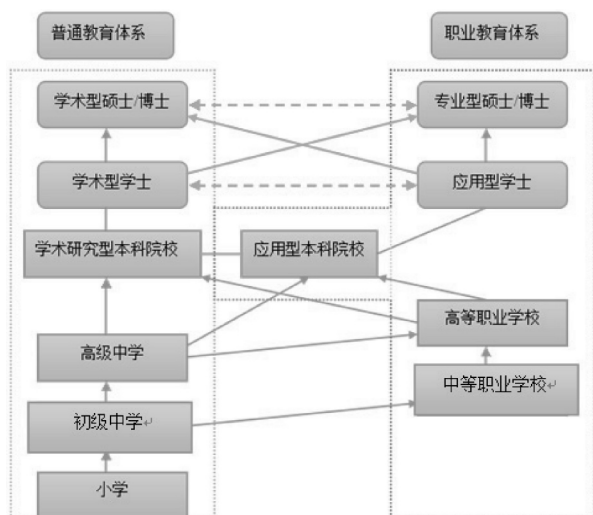 普通教育体系
职业教育体系
学术型硕士/博士
专业型硕士/博士
学术型学士
应用型学士
学术研究型本科院校
应用型本科院校
高等职业学校
高级中学
中等职业学校↵
初级中学↵
小学